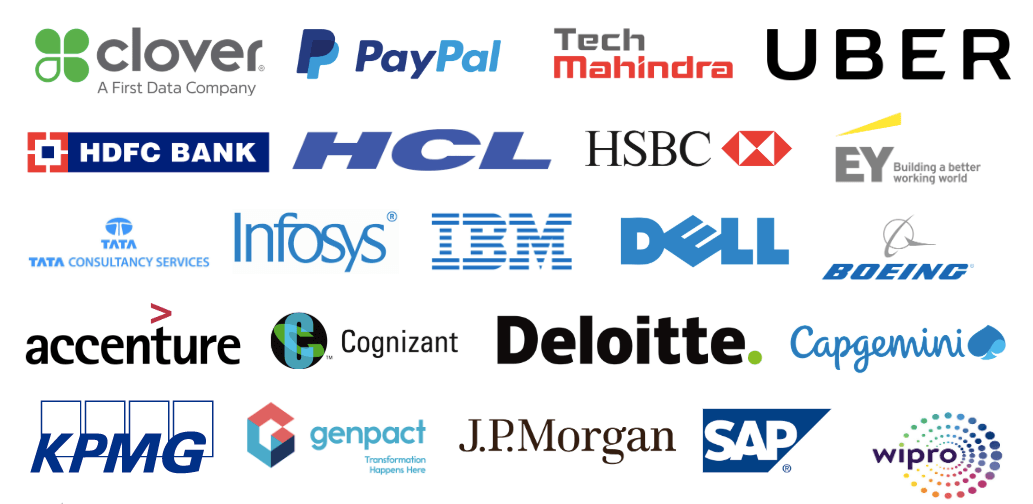 clover®
A First Data Company
PayPal
Tech
Mahindra
UBER
HDFC BANK
HCL
HSBC
EY Building a better
working world
TATA
TATA CONSULTANCY SERVICES
Infosys®
IBM
DELL
BOEING®
accenture
Cognizant™
Deloitte.
Capgemini
KPMG
genpact
Transformation
Happens Here
J.P.Morgan
SAP®
wipro